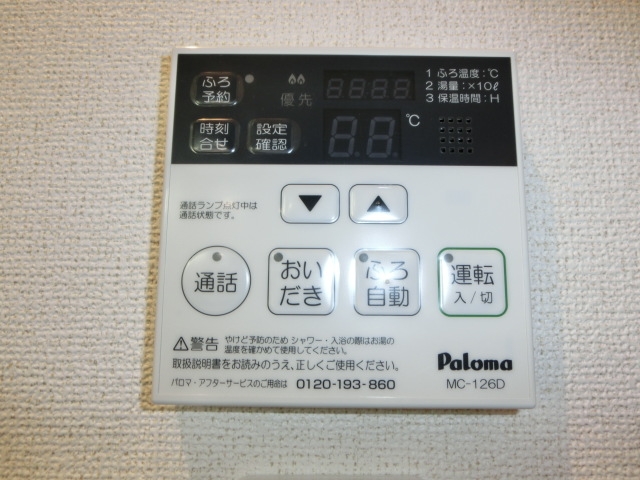 ふろ
予約
優先
88:88
1 ふろ温度:℃
2 湯量:×10ℓ
3 保温時間:H
時刻
合せ
設定
確認
88
℃
通話ランプ点灯中は
通話状態です。
▼
▲
通話
おい
だき
ふろ
自動
運転
入/切
警告 やけど予防のため シャワー・入浴の際はお湯の
温度を確かめて使用してください。
取扱説明書をお読みのうえ、正しくご使用ください。
パロマ・アフターサービスのご用品は 0120-193-860
Paloma
MC-126D